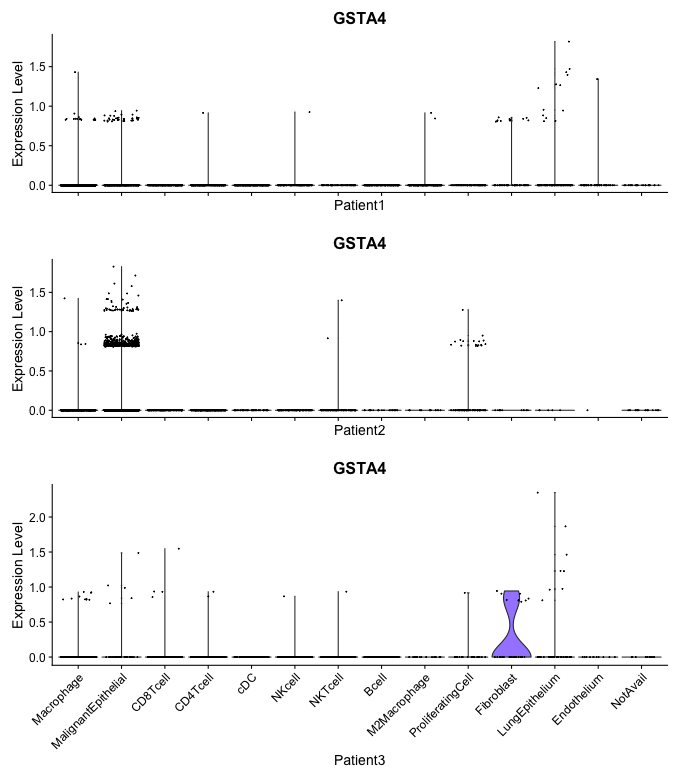 GSTA4
Expression Level
1.5
1.0
0.5
0.0
Patient1
GSTA4
Expression Level
1.5
1.0
0.5
0.0
Patient2
GSTA4
Expression Level
2.0
1.5
1.0
0.5
0.0
Macrophage
MalignantEpithelial
CD8Tcell
CD4Tcell
cDC
NKcell
NKTcell
Bcell
M2Macrophage
ProliferatingCell
Fibroblast
LungEpithelium
Endothelium
NotAvail
Patient3